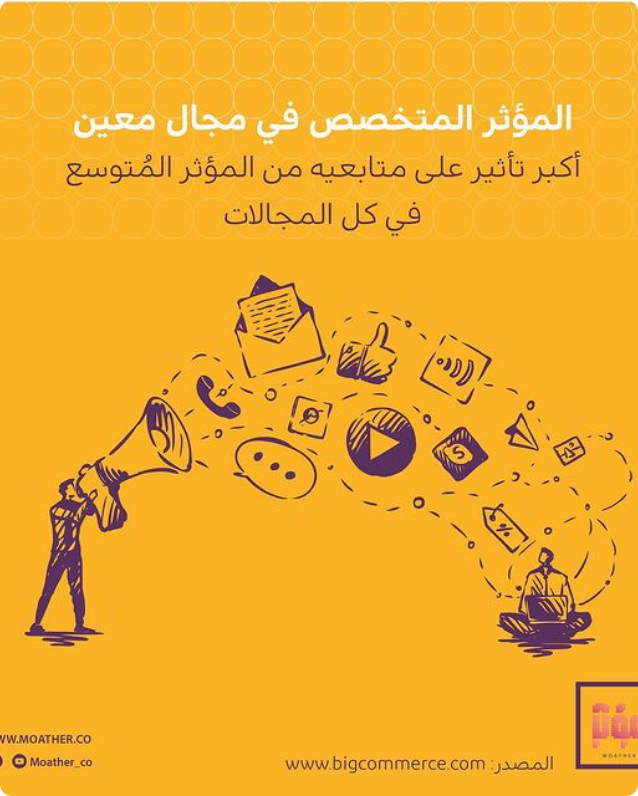 المؤثر المتخصص في مجال معين
أكبر تأثير على متابعيه من المؤثر المُتوسع
في كل المجالات
WW.MOATHER.CO
Moather_co
المصدر: www.bigcommerce.com
MOATHER